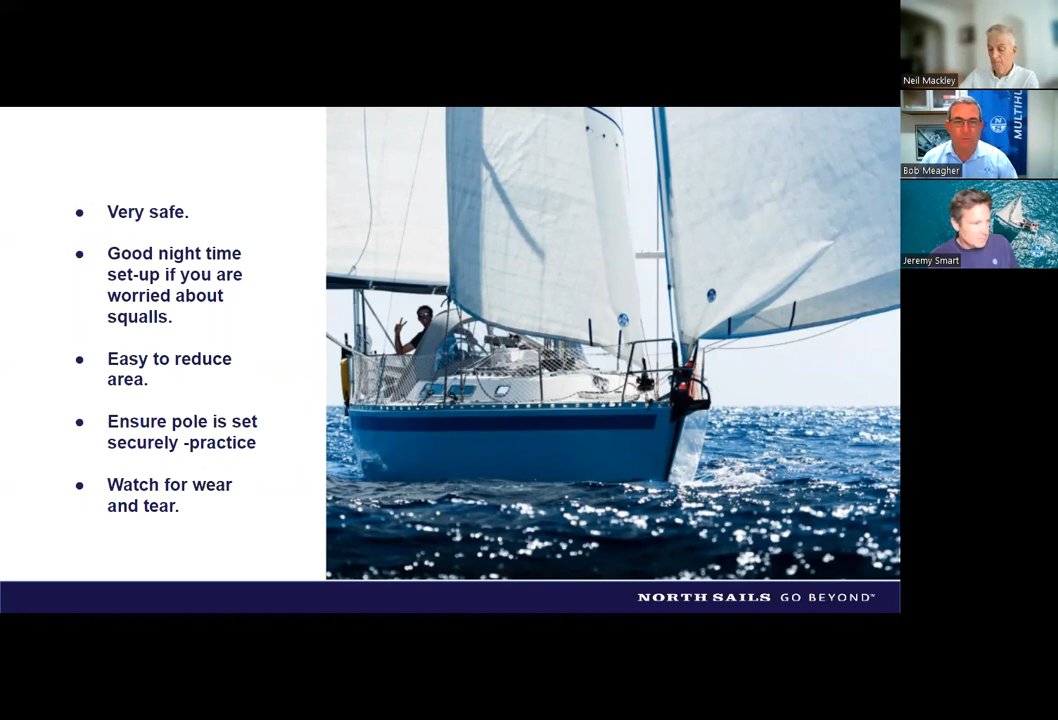 Neil Mackley
MULTIHU
Bob Meagher
Jeremy Smart
● Very safe.
● Good night time
set-up if you are
worried about
squalls.
● Easy to reduce
area.
● Ensure pole is set
securely -practice
● Watch for wear
and tear.
NORTH SAILS GO BEYOND™